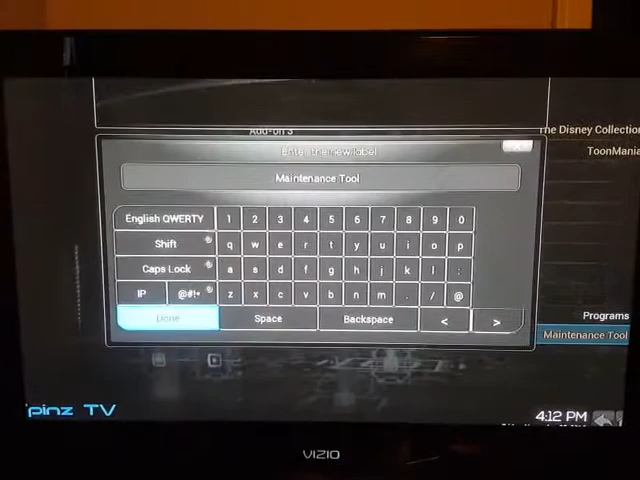 Add-on 3
The Disney Collectio
ToonMania
Enter the new label
Maintenance Tool
English QWERTY 1 2 3 4 5 6 7 8 9 0
Shift q w e r t y u i o p
Caps Lock a s d f g h j k l :
IP @#!* z x c v b n m . / @
Done Space Backspace < >
Programs
Maintenance Tool
pinz TV
4:12 PM
VIZIO